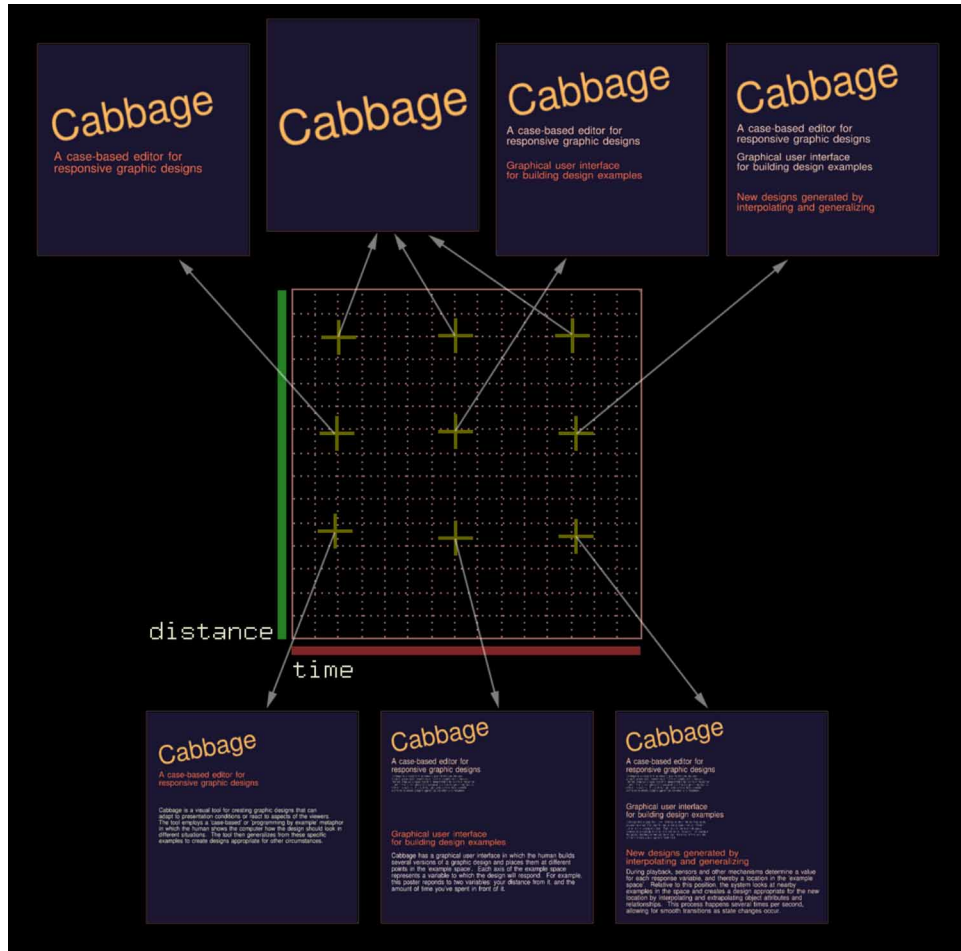 Cabbage
A case-based editor for
responsive graphic designs
Cabbage
Cabbage
A case-based editor for
responsive graphic designs
Graphical user interface
for building design examples
Cabbage
A case-based editor for
responsive graphic designs
Graphical user interface
for building design examples
New designs generated by
interpolating and generalizing
distance
time
Cabbage
A case-based editor for
responsive graphic designs
Cabbage is a visual tool for creating graphic designs that can
adapt to presentation conditions or react to aspects of the viewers.
The tool employs a 'case-based' or 'programming by example' metaphor
in which the human shows the computer how the design should look in
different situations. The tool then generalizes from these specific
examples to create designs appropriate for other circumstances.
Cabbage
A case-based editor for
responsive graphic designs
Graphical user interface
for building design examples
Cabbage has a graphical user interface in which the human builds
several versions of a graphic design and places them at different
points in the 'example space'. Each axis of the example space
represents a variable to which the design will respond. For example,
this poster reponds to two variables: your distance from it, and the
amount of time you've spent in front of it.
Cabbage
A case-based editor for
responsive graphic designs
Graphical user interface
for building design examples
New designs generated by
interpolating and generalizing
During playback, sensors and other mechanisms determine a value
for each response variable, and thereby a location in the 'example
space'. Relative to this position, the system looks at nearby
examples in the space and creates a design appropriate for the new
location by interpolating and extrapolating object attributes and
relationships. This process happens several times per second,
allowing for smooth transitions as state changes occur.